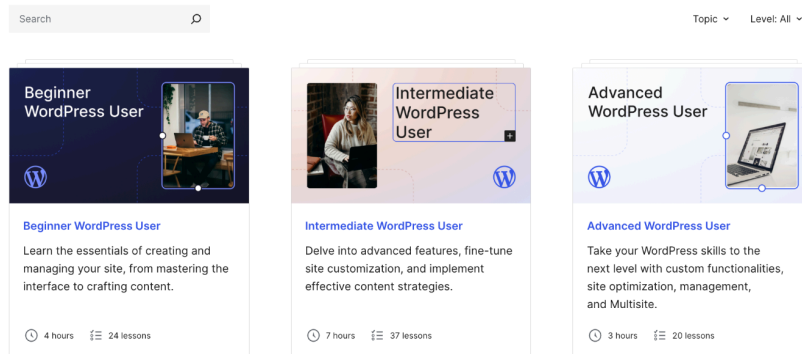 Search
Topic
Level: All
Beginner
WordPress User
Intermediate
WordPress
User
Advanced
WordPress User
Beginner WordPress User
Learn the essentials of creating and
managing your site, from mastering the
interface to crafting content.
4 hours
24 lessons
Intermediate WordPress User
Delve into advanced features, fine-tune
site customization, and implement
effective content strategies.
7 hours
37 lessons
Advanced WordPress User
Take your WordPress skills to the
next level with custom functionalities,
site optimization, management,
and Multisite.
3 hours
20 lessons